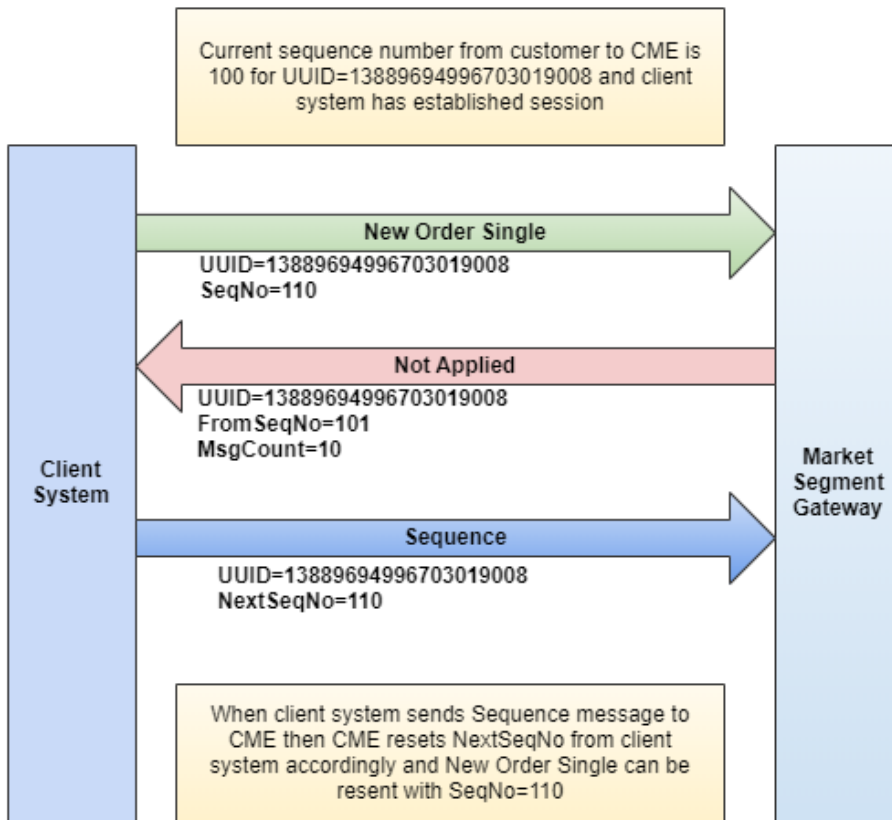 Current sequence number from customer to CME is
100 for UUID=13889694996703019008 and client
system has established session
New Order Single
UUID=13889694996703019008
SeqNo=110
Not Applied
UUID=13889694996703019008
FromSeqNo=101
MsgCount=10
Client
System
Market
Segment
Gateway
Sequence
UUID=13889694996703019008
NextSeqNo=110
When client system sends Sequence message to
CME then CME resets NextSeqNo from client
system accordingly and New Order Single can be
resent with SeqNo=110